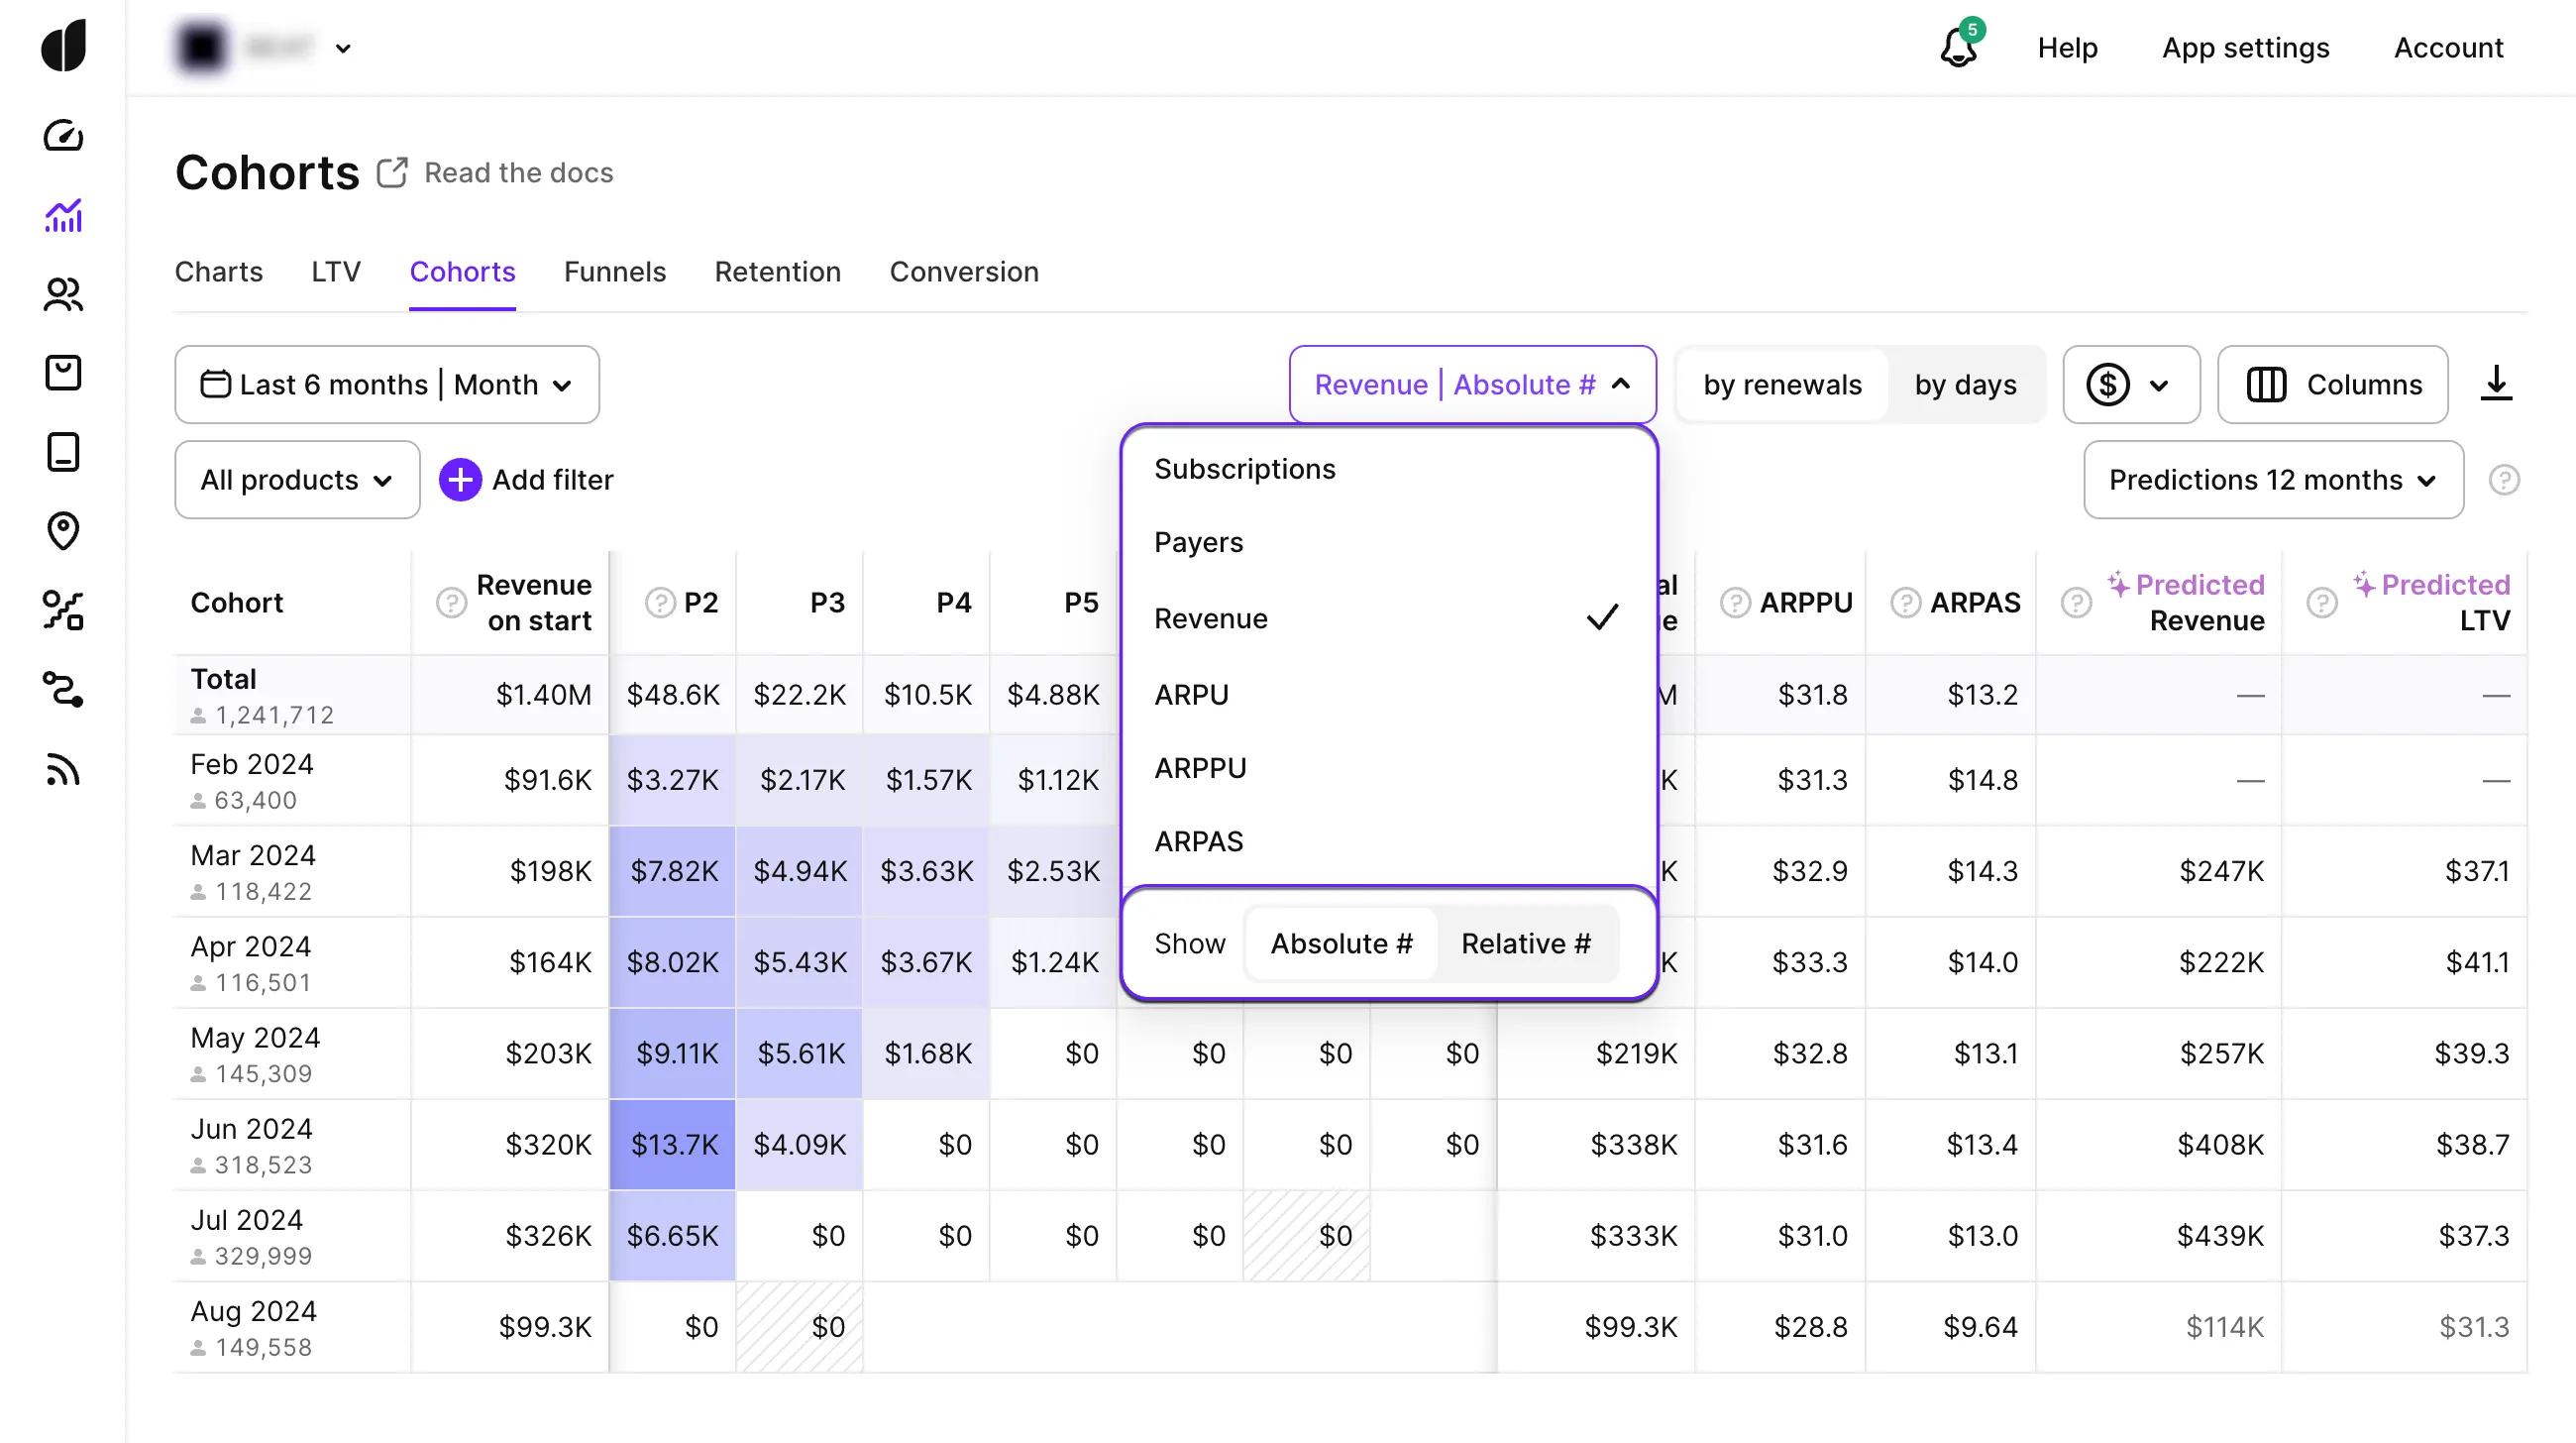 5
Help
App settings
Account
Cohorts
Read the docs
Charts
LTV
Cohorts
Funnels
Retention
Conversion
Last 6 months | Month
Revenue | Absolute #
by renewals
by days
$
Columns
All products
+ Add filter
Predictions 12 months
?
Subscriptions
Payers
Revenue
ARPU
ARPPU
ARPAS
Show
Absolute #
Relative #
Cohort
? Revenue
on start
? P2
P3
P4
P5
al
e
? ARPPU
? ARPAS
? Predicted
Revenue
? Predicted
LTV
Total
1,241,712
$1.40M $48.6K $22.2K $10.5K $4.88K M $31.8 $13.2 — —
Feb 2024
63,400
$91.6K $3.27K $2.17K $1.57K $1.12K K $31.3 $14.8 — —
Mar 2024
118,422
$198K $7.82K $4.94K $3.63K $2.53K K $32.9 $14.3 $247K $37.1
Apr 2024
116,501
$164K $8.02K $5.43K $3.67K $1.24K K $33.3 $14.0 $222K $41.1
May 2024
145,309
$203K $9.11K $5.61K $1.68K $0 $0 $0 $0 $219K $32.8 $13.1 $257K $39.3
Jun 2024
318,523
$320K $13.7K $4.09K $0 $0 $0 $0 $0 $338K $31.6 $13.4 $408K $38.7
Jul 2024
329,999
$326K $6.65K $0 $0 $0 $0 $0 $333K $31.0 $13.0 $439K $37.3
Aug 2024
149,558
$99.3K $0 $0 $99.3K $28.8 $9.64 $114K $31.3